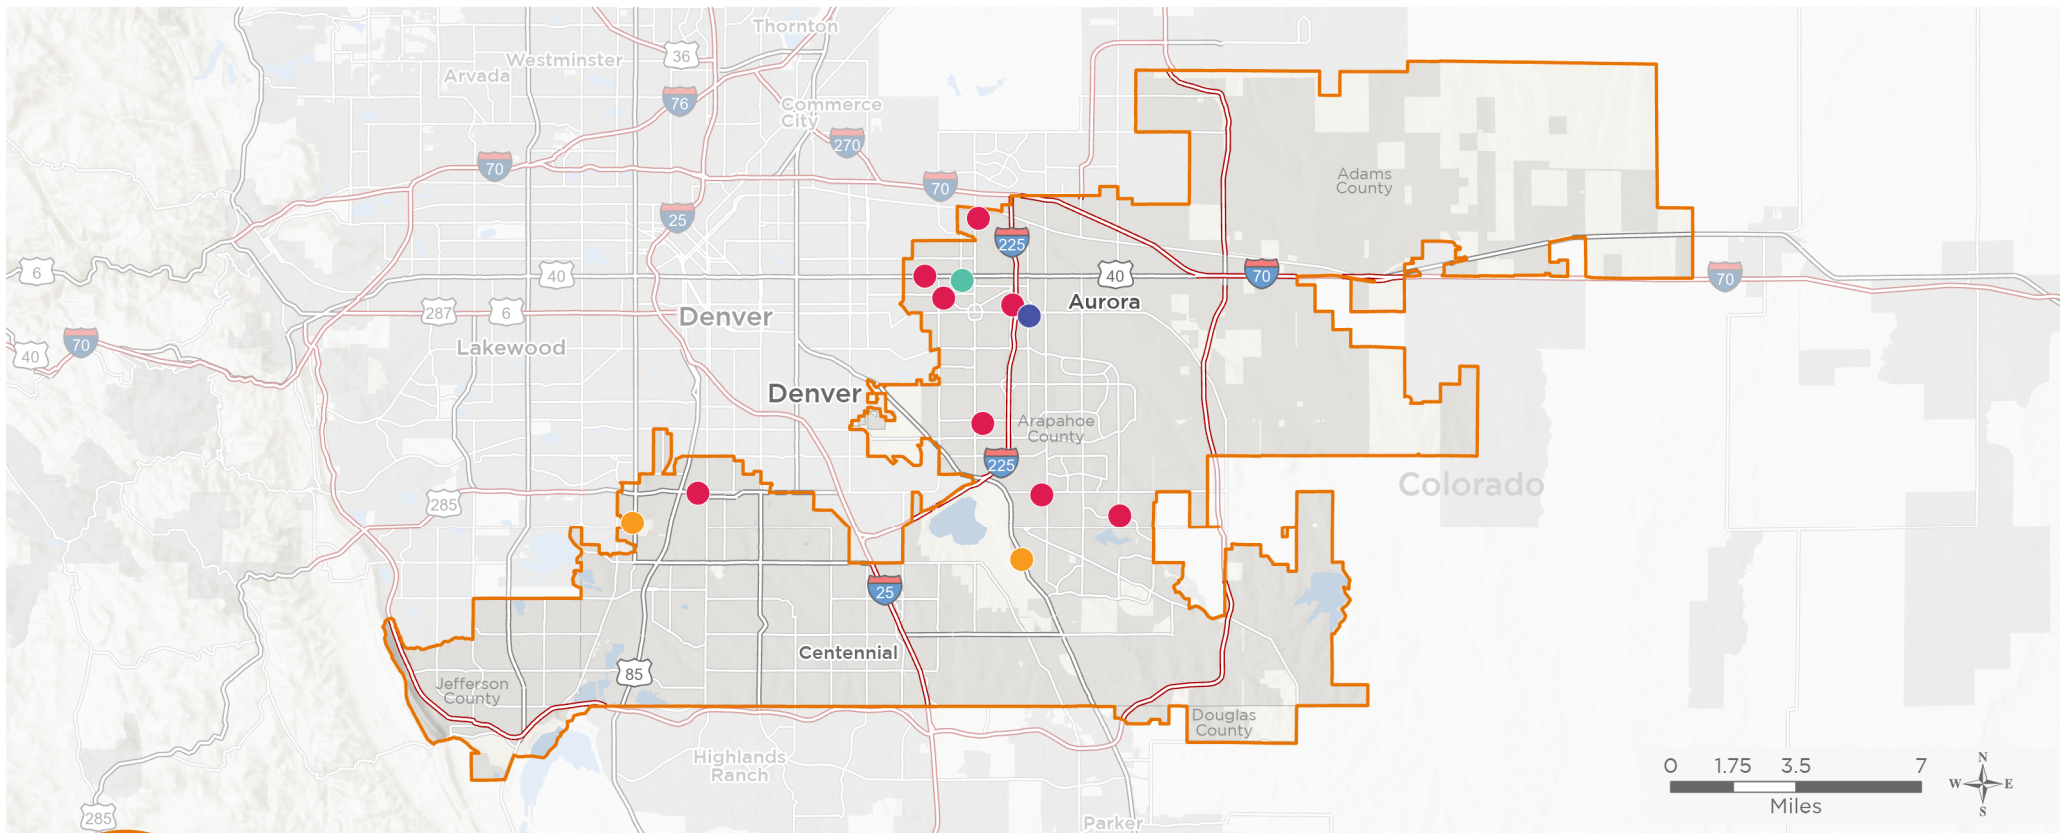 Thornton
36
Westminster
Arvada
76
Commerce
City
270
70
Adams
County
70
25
225
6
40
40
70
70
287
6
Denver
Aurora
70
40
Lakewood
Denver
Arapahoe
County
225
285
Colorado
25
Centennial
85
Jefferson
County
Douglas
County
Highlands
Ranch
0 1.75 3.5 7
Miles
N
W E
S
285
Parker